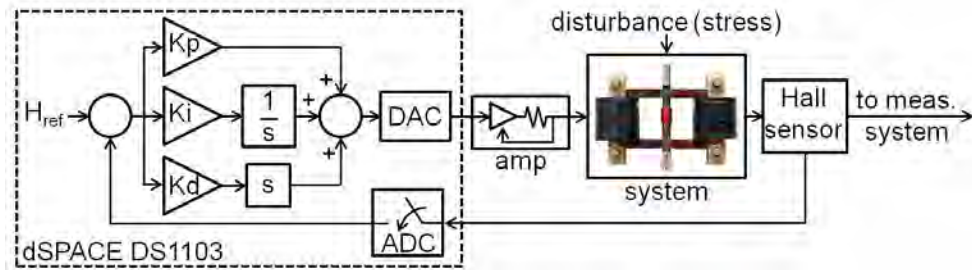 disturbance (stress)
Kp
+
H_ref
Ki
1
s
+
DAC
amp
system
Hall
sensor
to meas.
system
+
Kd
s
ADC
dSPACE DS1103